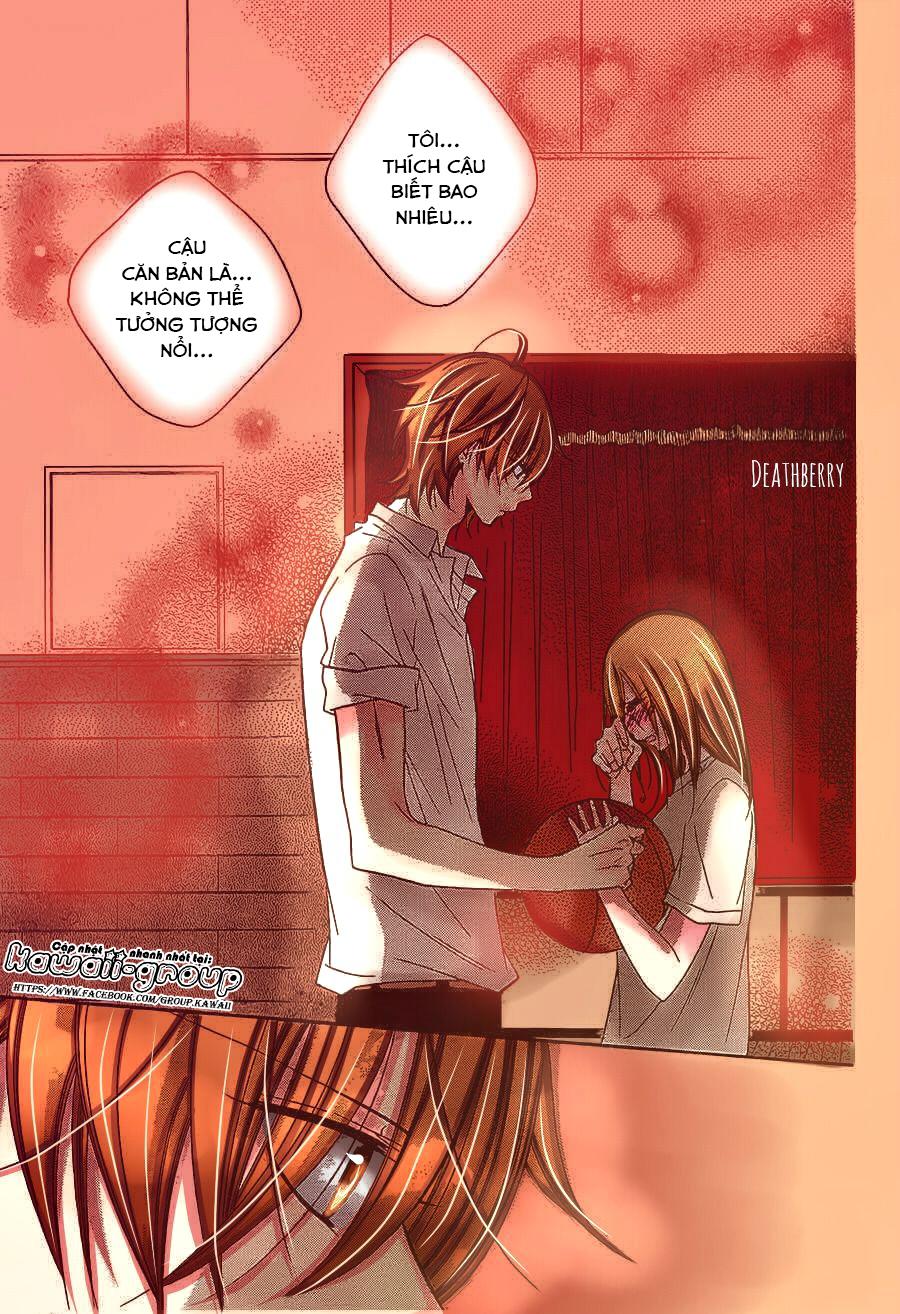 TÔI...
THÍCH CẬU
BIẾT BAO
NHIÊU...
CẬU
CĂN BẢN LÀ...
KHÔNG THỂ
TƯỞNG TƯỢNG
NỔI...
DEATHBERRY
Cập nhật nhanh nhất tại:
kawaii-group
HTTPS://WWW.FACEBOOK.COM/GROUP.KAWAII